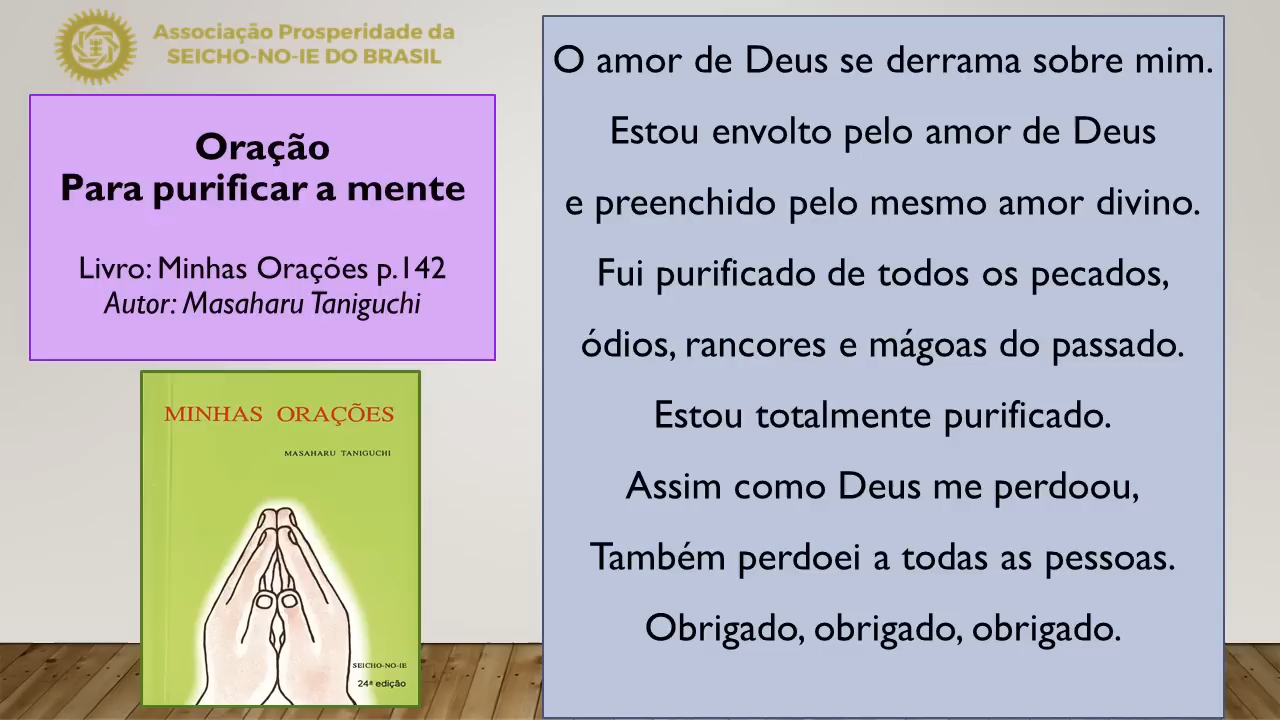 Associação Prosperidade da
SEICHO-NO-IE DO BRASIL
Oração
Para purificar a mente
Livro: Minhas Orações p.142
Autor: Masaharu Taniguchi
MINHAS ORAÇÕES
MASAHARU TANIGUCHI
SEICHO-NO-IE
24ª edição
O amor de Deus se derrama sobre mim.
Estou envolto pelo amor de Deus
e preenchido pelo mesmo amor divino.
Fui purificado de todos os pecados,
ódios, rancores e mágoas do passado.
Estou totalmente purificado.
Assim como Deus me perdoou,
Também perdoei a todas as pessoas.
Obrigado, obrigado, obrigado.